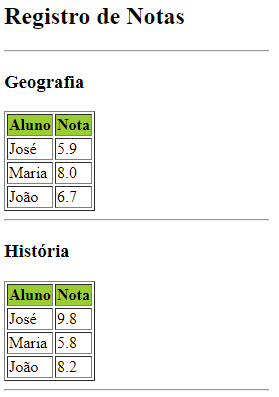 Registro de Notas
Geografia
Aluno Nota
José 5.9
Maria 8.0
João 6.7
História
Aluno Nota
José 9.8
Maria 5.8
João 8.2